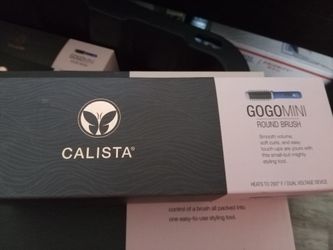 CALISTA®
GOGOMINI
ROUND BRUSH
Smooth volume,
soft curls, and easy
touch ups are yours with
this small-but-mighty
styling tool.
HEATS TO 280° F / DUAL VOLTAGE DEVICE
control of a brush all packed into
one easy-to-use styling tool.